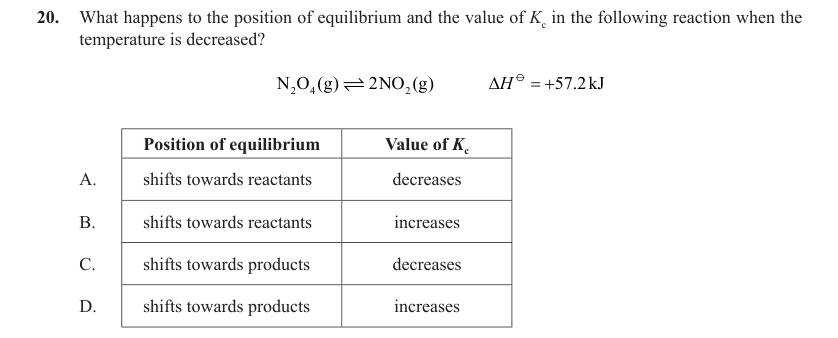 20. What happens to the position of equilibrium and the value of K꜀ in the following reaction when the
temperature is decreased?
N₂O₄(g) ⇌ 2NO₂(g) ΔH⊖ = +57.2 kJ
Position of equilibrium Value of K꜀
A. shifts towards reactants decreases
B. shifts towards reactants increases
C. shifts towards products decreases
D. shifts towards products increases